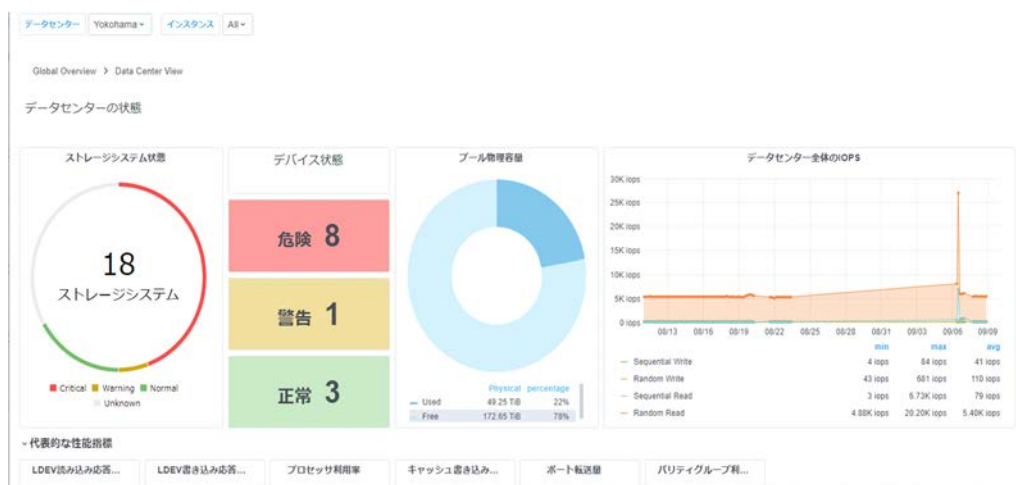 データセンター Yokohama インスタンス All
Global Overview > Data Center View
データセンターの状態
ストレージシステム状態
18
ストレージシステム
Critical Warning Normal
Unknown
デバイス状態
危険 8
警告 1
正常 3
プール物理容量
Physical percentage
Used 49.25 TiB 22%
Free 172.65 TiB 78%
データセンター全体のIOPS
30K iops
25K iops
20K iops
15K iops
10K iops
5K iops
0 iops
08/13 08/16 08/19 08/22 08/25 08/28 08/31 09/03 09/06 09/09
min max avg
Sequential Write 4 iops 84 iops 41 iops
Random Write 43 iops 681 iops 110 iops
Sequential Read 3 iops 6.73K iops 79 iops
Random Read 4.88K iops 20.20K iops 5.40K iops
代表的な性能指標
LDEV読み込み応答... LDEV書き込み応答... プロセッサ利用率 キャッシュ書き込み... ポート転送量 パリティグループ利...